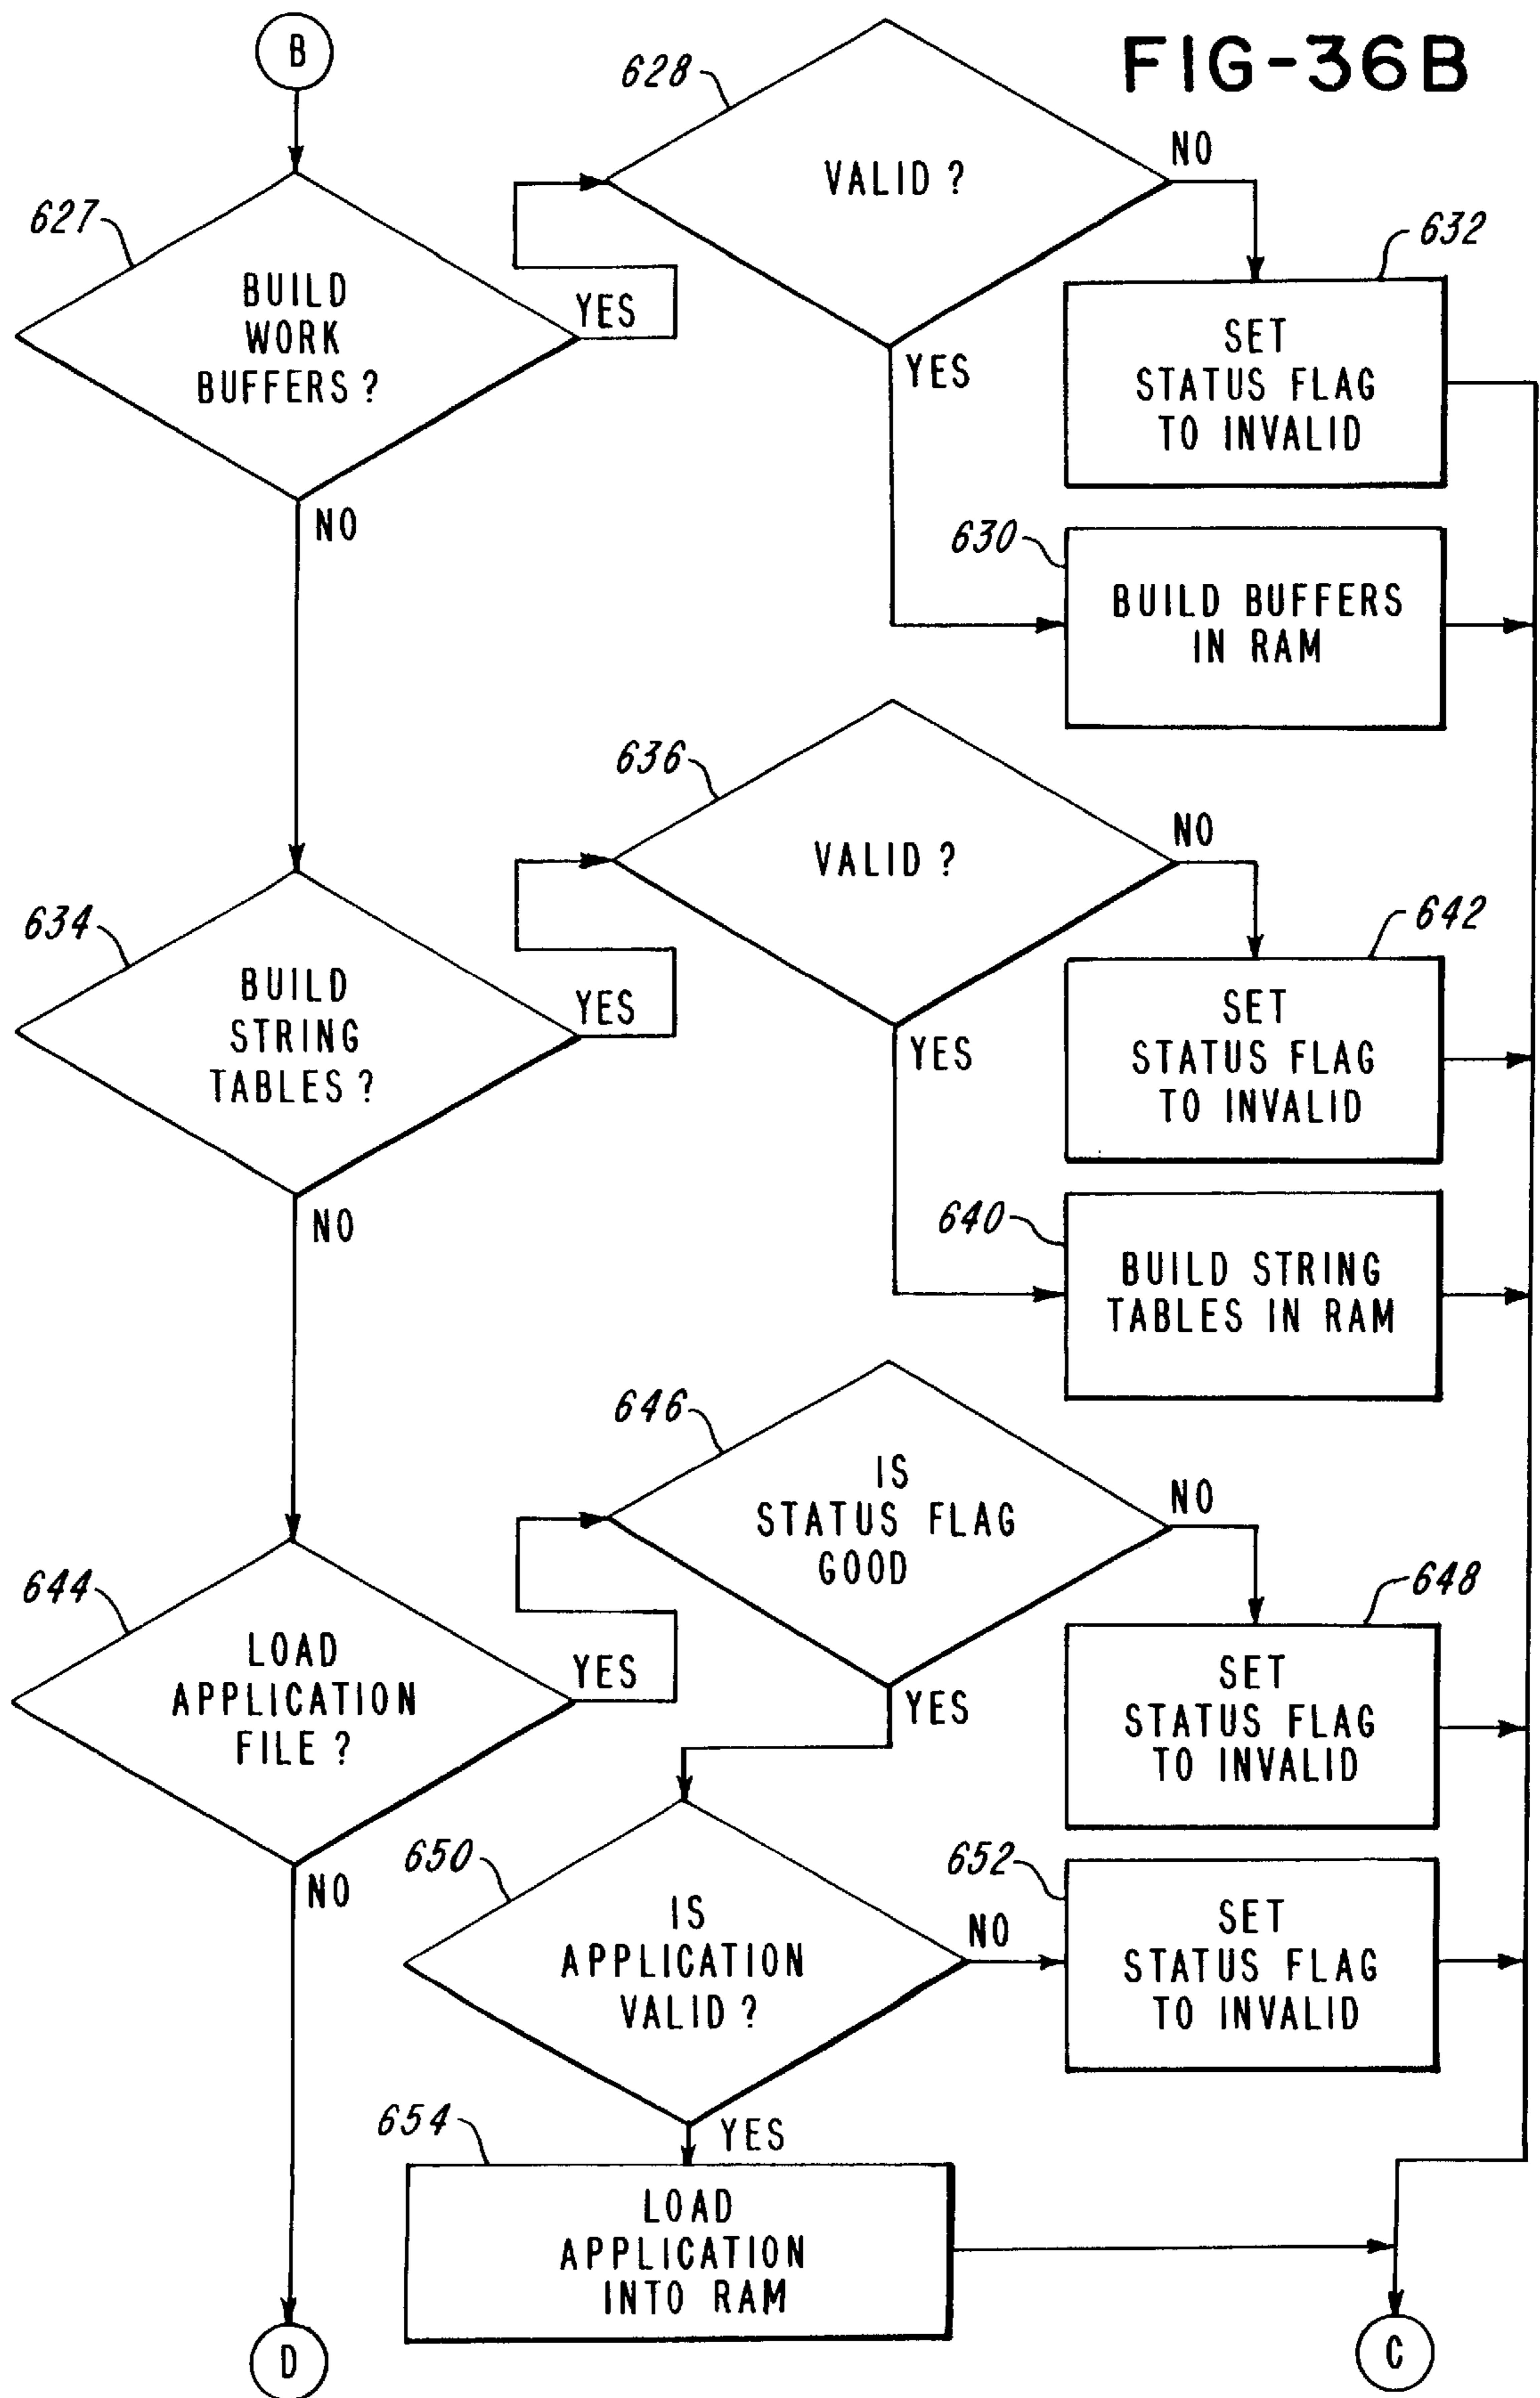 FIG-36B
B
628
VALID ?
NO
627
BUILD
WORK
BUFFERS ?
YES
632
SET
STATUS FLAG
TO INVALID
YES
NO
630
BUILD BUFFERS
IN RAM
636
VALID ?
NO
634
BUILD
STRING
TABLES ?
YES
642
SET
STATUS FLAG
TO INVALID
YES
NO
640
BUILD STRING
TABLES IN RAM
646
IS
STATUS FLAG
GOOD
NO
644
LOAD
APPLICATION
FILE ?
YES
648
SET
STATUS FLAG
TO INVALID
YES
NO
650
IS
APPLICATION
VALID ?
NO
652
SET
STATUS FLAG
TO INVALID
YES
654
LOAD
APPLICATION
INTO RAM
D
C